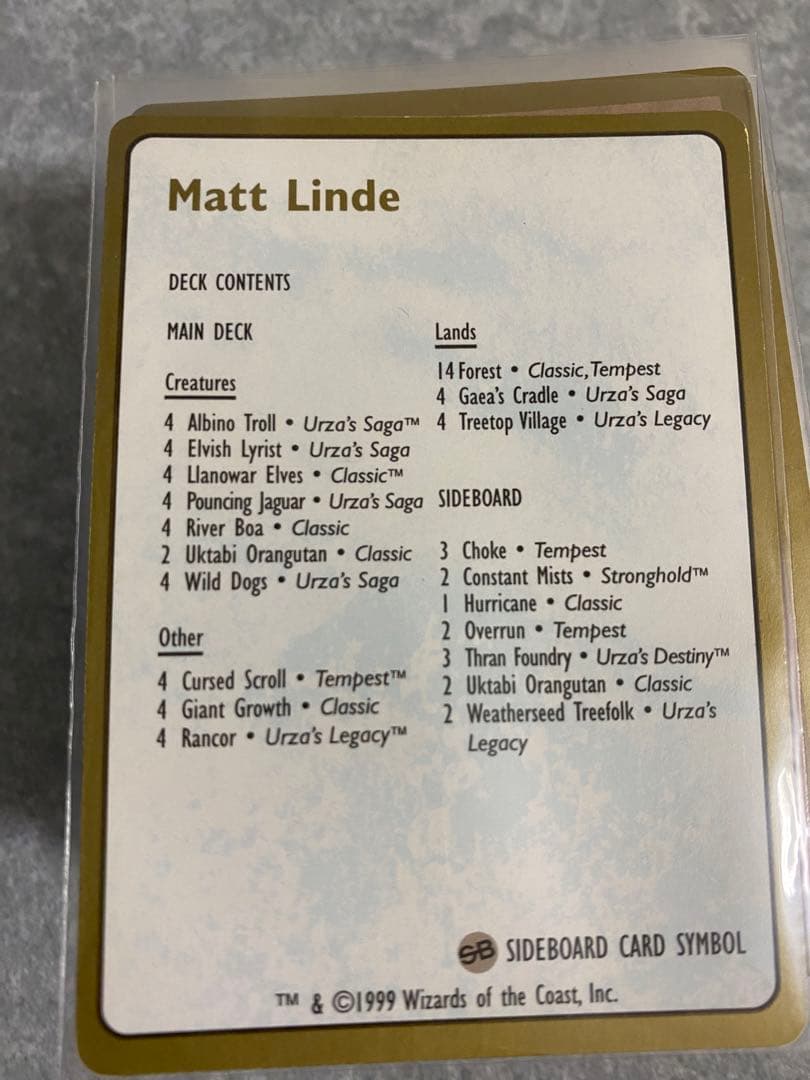 Matt Linde
DECK CONTENTS
MAIN DECK
Creatures
4 Albino Troll • Urza's Saga™
4 Elvish Lyrist • Urza's Saga
4 Llanowar Elves • Classic™
4 Pouncing Jaguar • Urza's Saga
4 River Boa • Classic
2 Uktabi Orangutan • Classic
4 Wild Dogs • Urza's Saga
Other
4 Cursed Scroll • Tempest™
4 Giant Growth • Classic
4 Rancor • Urza's Legacy™
Lands
14 Forest • Classic, Tempest
4 Gaea's Cradle • Urza's Saga
4 Treetop Village • Urza's Legacy
SIDEBOARD
3 Choke • Tempest
2 Constant Mists • Stronghold™
1 Hurricane • Classic
2 Overrun • Tempest
3 Thran Foundry • Urza's Destiny™
2 Uktabi Orangutan • Classic
2 Weatherseed Treefolk • Urza's
Legacy
SB SIDEBOARD CARD SYMBOL
™ & ©1999 Wizards of the Coast, Inc.